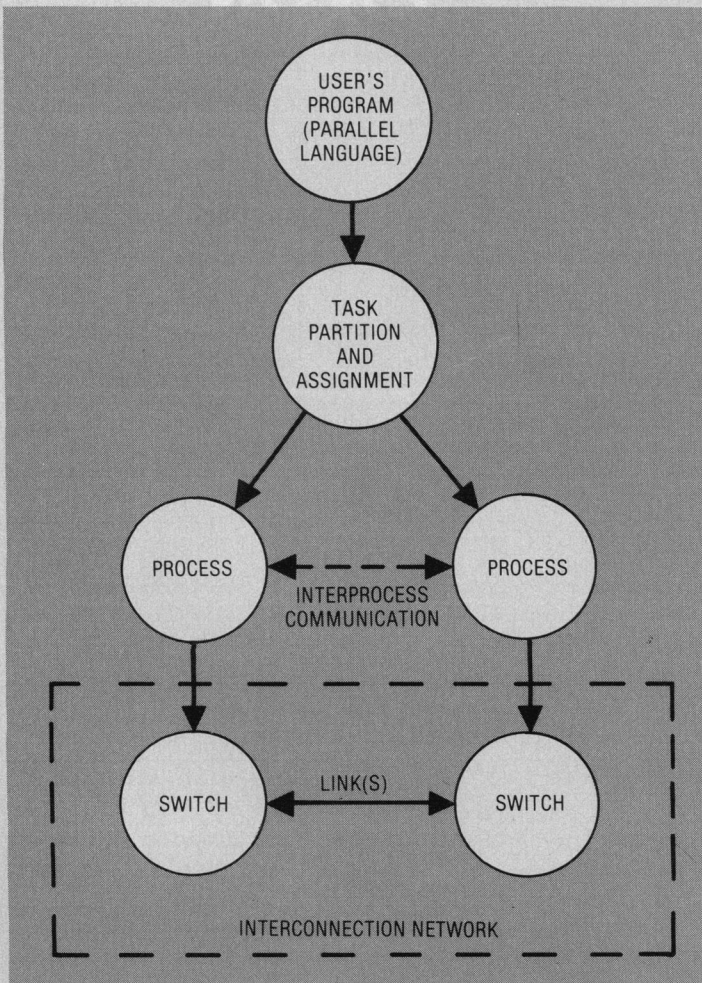 USER'S
PROGRAM
(PARALLEL
LANGUAGE)
TASK
PARTITION
AND
ASSIGNMENT
PROCESS
PROCESS
INTERPROCESS
COMMUNICATION
SWITCH
LINK(S)
SWITCH
INTERCONNECTION NETWORK